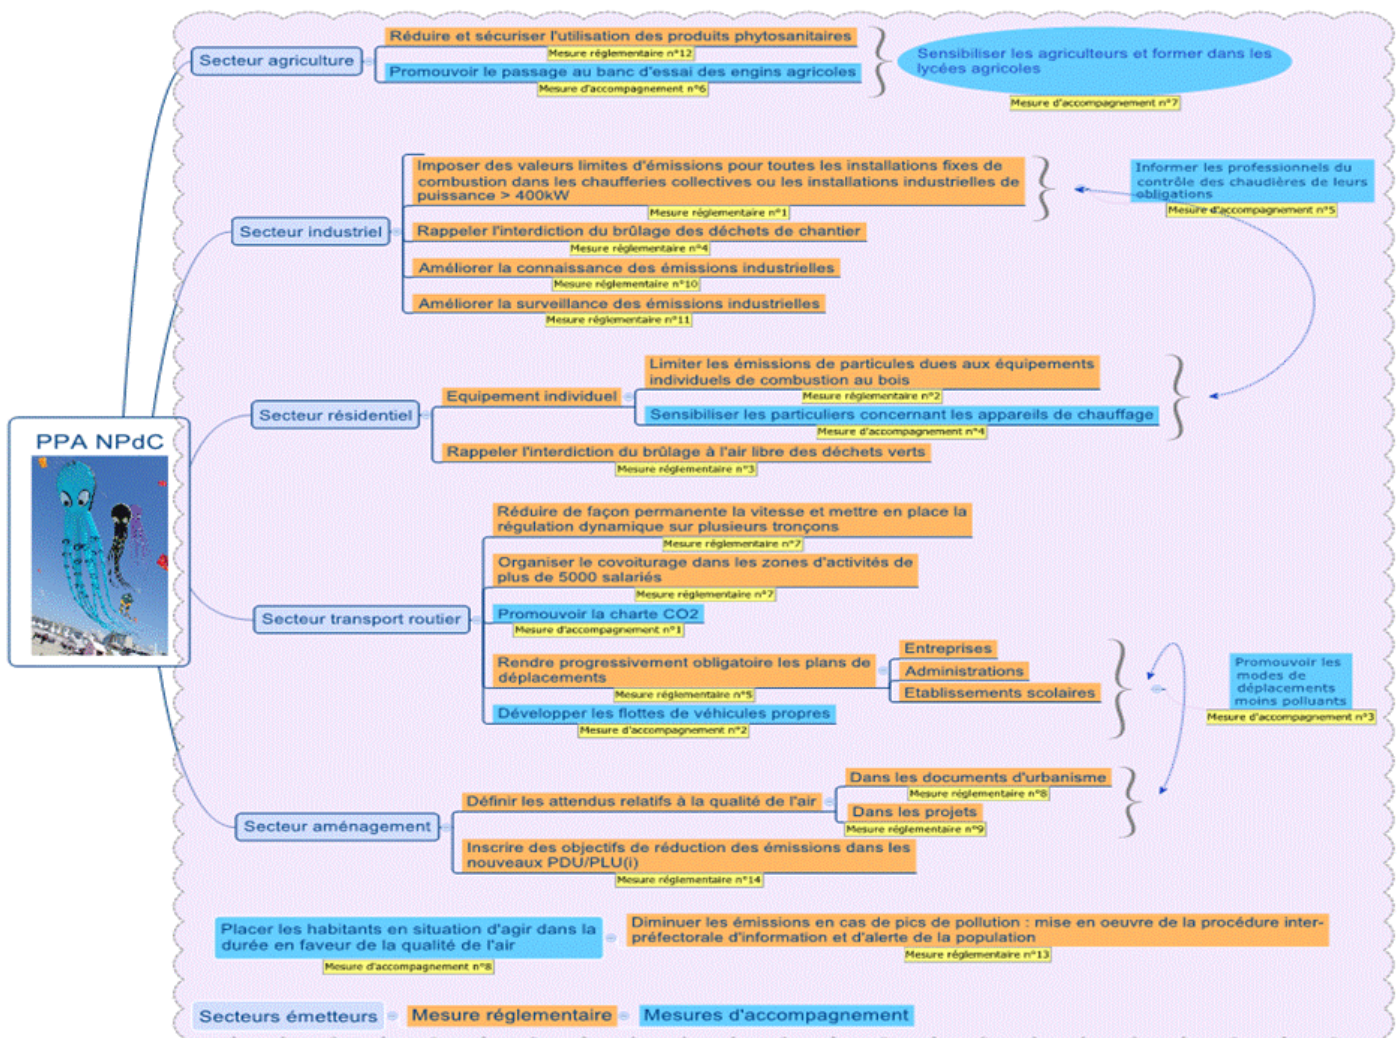 PPA NPdC
Secteur agriculture
Réduire et sécuriser l'utilisation des produits phytosanitaires
Mesure réglementaire n°12
Promouvoir le passage au banc d'essai des engins agricoles
Mesure d'accompagnement n°6
Sensibiliser les agriculteurs et former dans les
lycées agricoles
Mesure d'accompagnement n°7
Secteur industriel
Imposer des valeurs limites d'émissions pour toutes les installations fixes de
combustion dans les chaufferies collectives ou les installations industrielles de
puissance > 400kW
Mesure réglementaire n°1
Informer les professionnels du
contrôle des chaudières de leurs
obligations
Mesure d'accompagnement n°5
Rappeler l'interdiction du brûlage des déchets de chantier
Mesure réglementaire n°4
Améliorer la connaissance des émissions industrielles
Mesure réglementaire n°10
Améliorer la surveillance des émissions industrielles
Mesure réglementaire n°11
Secteur résidentiel
Equipement individuel
Limiter les émissions de particules dues aux équipements
individuels de combustion au bois
Mesure réglementaire n°2
Sensibiliser les particuliers concernant les appareils de chauffage
Mesure d'accompagnement n°4
Rappeler l'interdiction du brûlage à l'air libre des déchets verts
Mesure réglementaire n°3
Secteur transport routier
Réduire de façon permanente la vitesse et mettre en place la
régulation dynamique sur plusieurs tronçons
Mesure réglementaire n°7
Organiser le covoiturage dans les zones d'activités de
plus de 5000 salariés
Mesure réglementaire n°7
Promouvoir la charte CO2
Mesure d'accompagnement n°1
Rendre progressivement obligatoire les plans de
déplacements
Mesure réglementaire n°5
Entreprises
Administrations
Etablissements scolaires
Développer les flottes de véhicules propres
Mesure d'accompagnement n°2
Promouvoir les
modes de
déplacements
moins polluants
Mesure d'accompagnement n°3
Secteur aménagement
Définir les attendus relatifs à la qualité de l'air
Dans les documents d'urbanisme
Mesure réglementaire n°8
Dans les projets
Mesure réglementaire n°9
Inscrire des objectifs de réduction des émissions dans les
nouveaux PDU/PLU(i)
Mesure réglementaire n°14
Placer les habitants en situation d'agir dans la
durée en faveur de la qualité de l'air
Mesure d'accompagnement n°8
Diminuer les émissions en cas de pics de pollution : mise en oeuvre de la procédure inter-
préfectorale d'information et d'alerte de la population
Mesure réglementaire n°13
Secteurs émetteurs
Mesure réglementaire
Mesures d'accompagnement